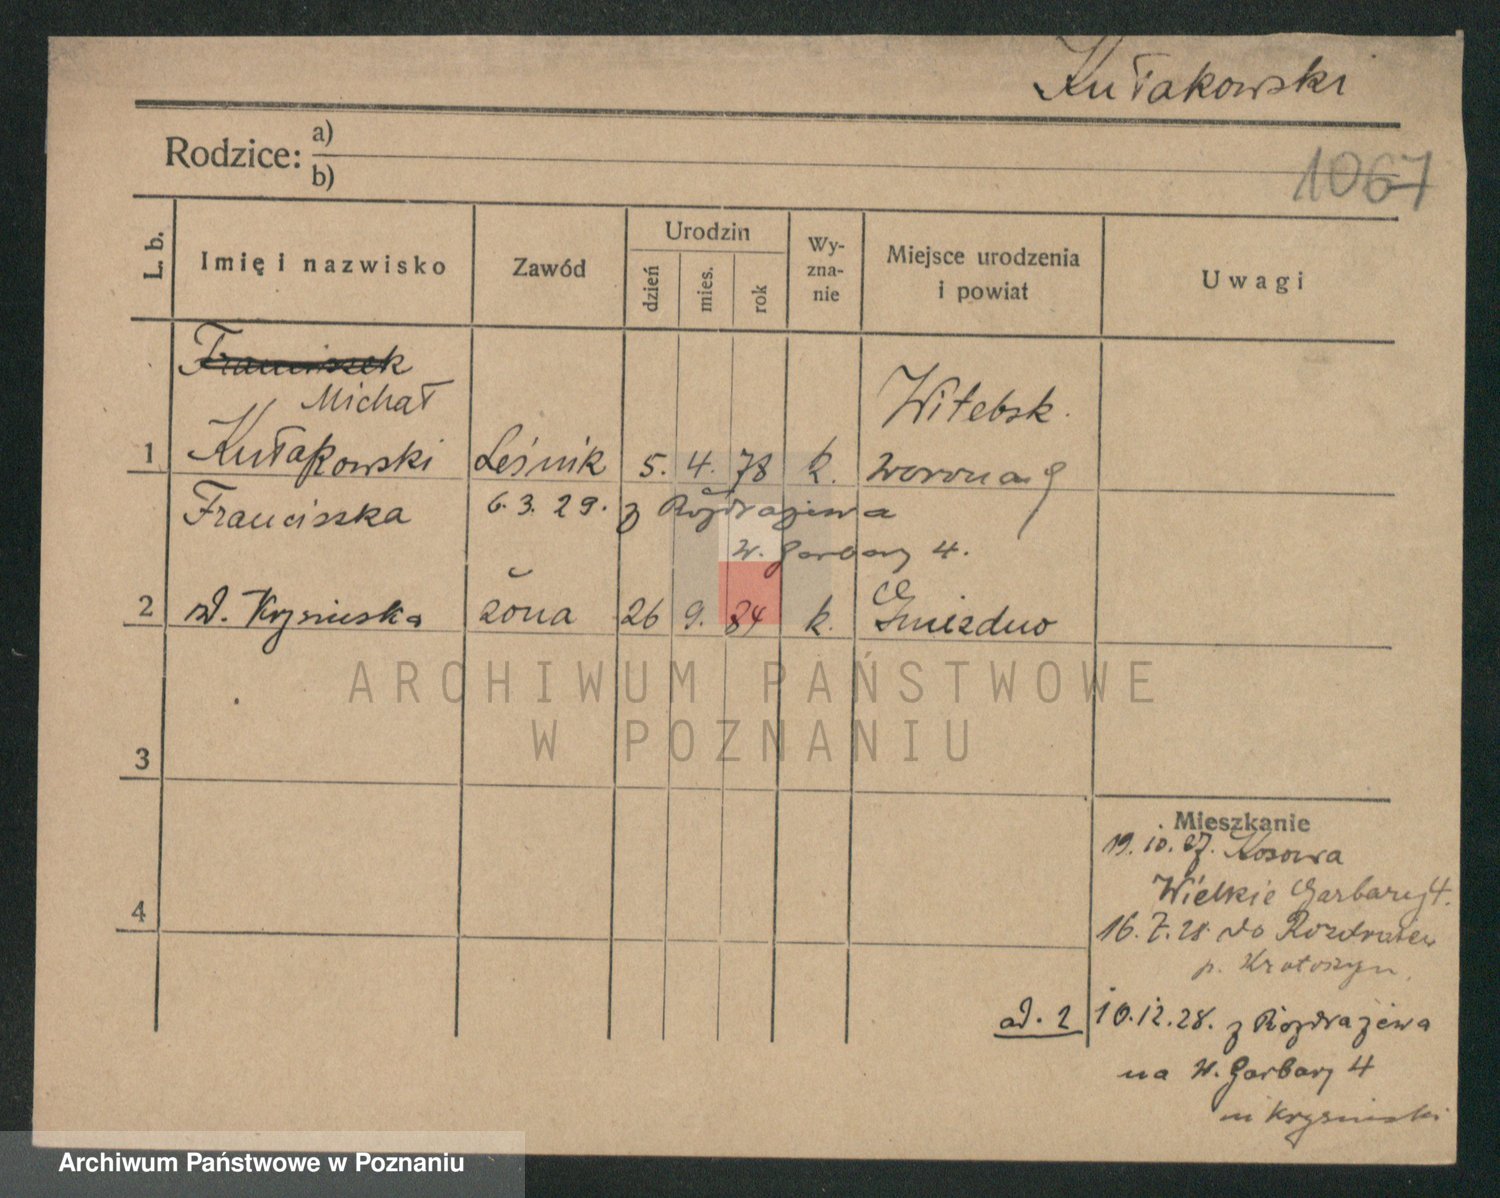 Kułakowski
Rodzice: a)
b)
1067
L. b.
Imię i nazwisko
Zawód
Urodzin
dzień
mies.
rok
Wy-
zna-
nie
Miejsce urodzenia
i powiat
Uwagi
Franciszek
Michał
Witebsk.
1 Kułakowski Leśnik 5. 4. 78 k.
Franciszka 6. 3. 29. z Rozdrażewa
W. Garbary 4.
2 żona 26 9. 84 k. Gniezdno
3
4
Mieszkanie
19. 10. 27. Kosowa
Wielkie Garbary 4.
16. 7. 28. do Rozdrażew
p. Krotoszyn.
ad. 2 10. 12. 28. z Rozdrażewa
na W. Garbary 4
ARCHIWUM PAŃSTWOWE
W POZNANIU
Archiwum Państwowe w Poznaniu